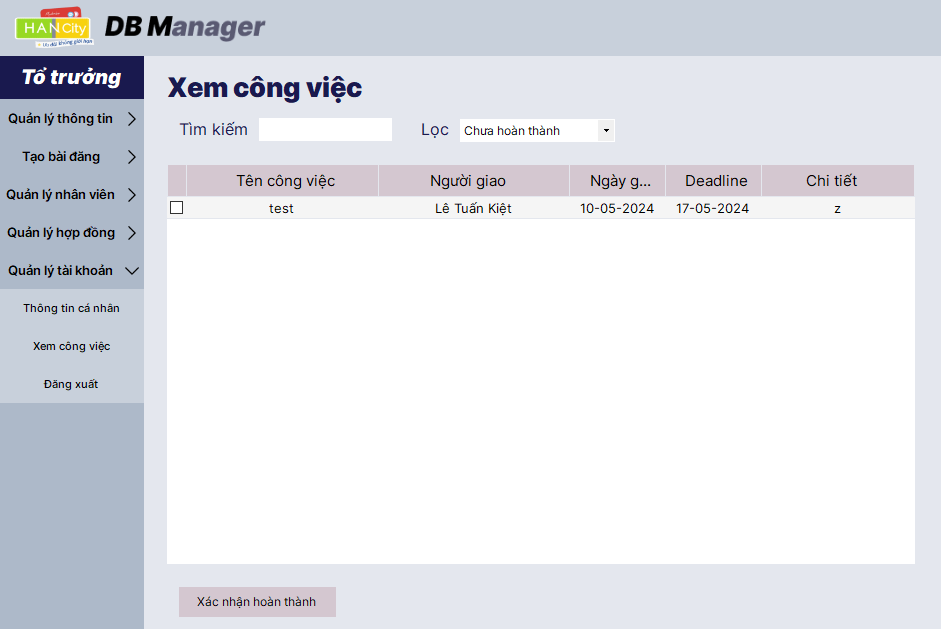 HANCity
Ưu đãi không giới hạn
DB Manager
Tổ trưởng
Quản lý thông tin
Tạo bài đăng
Quản lý nhân viên
Quản lý hợp đồng
Quản lý tài khoản
Thông tin cá nhân
Xem công việc
Đăng xuất
Xem công việc
Tìm kiếm
Lọc Chưa hoàn thành
Tên công việc Người giao Ngày g... Deadline Chi tiết
test Lê Tuấn Kiệt 10-05-2024 17-05-2024 z
Xác nhận hoàn thành